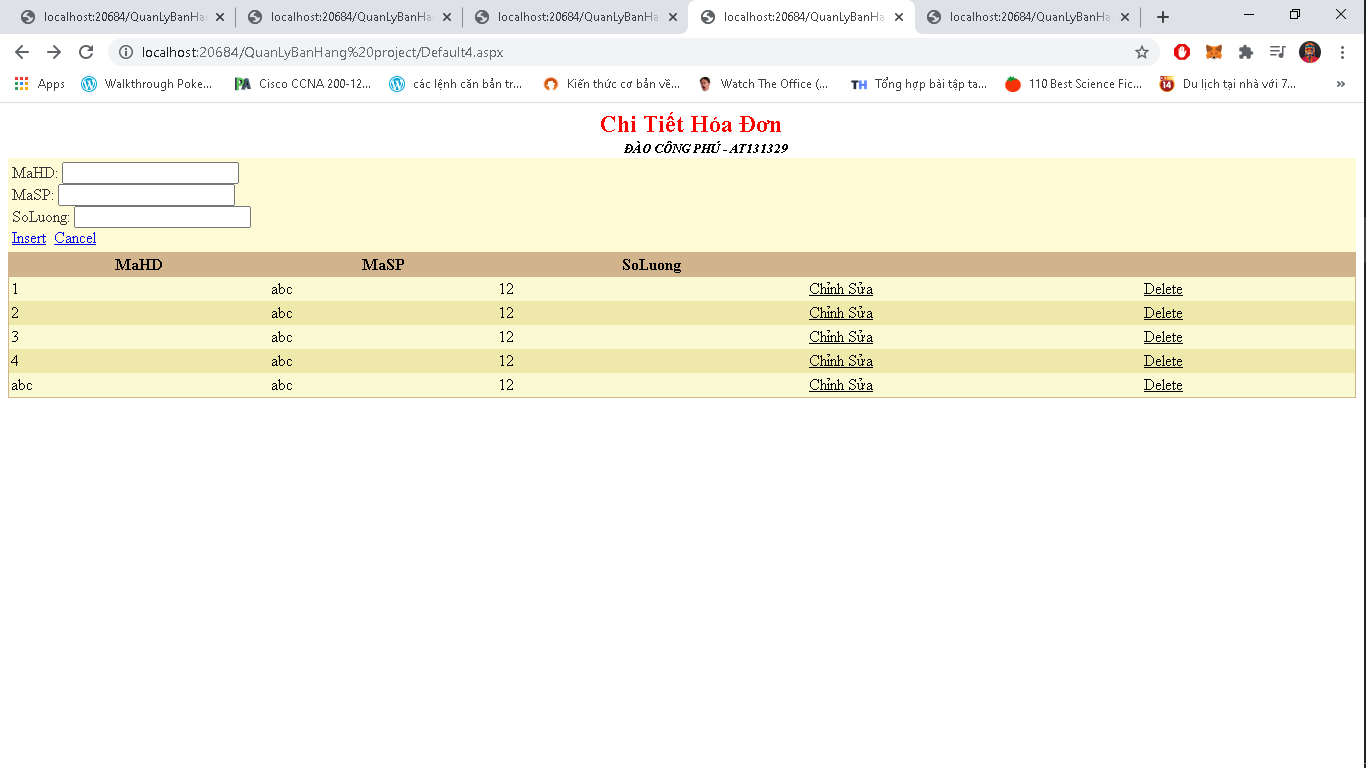 localhost:20684/QuanLyBanHa localhost:20684/QuanLyBanHa localhost:20684/QuanLyBanHa localhost:20684/QuanLyBanHa localhost:20684/QuanLyBanHa
localhost:20684/QuanLyBanHang%20project/Default4.aspx
Apps Walkthrough Poke... Cisco CCNA 200-12... các lệnh căn bản tr... Kiến thức cơ bản về... Watch The Office (... TH Tổng hợp bài tập ta... 110 Best Science Fic... 14 Du lịch tại nhà với 7... »
Chi Tiết Hóa Đơn
ĐÀO CÔNG PHÚ - AT131329
MaHD:
MaSP:
SoLuong:
Insert Cancel
MaHD MaSP SoLuong
1 abc 12 Chỉnh Sửa Delete
2 abc 12 Chỉnh Sửa Delete
3 abc 12 Chỉnh Sửa Delete
4 abc 12 Chỉnh Sửa Delete
abc abc 12 Chỉnh Sửa Delete